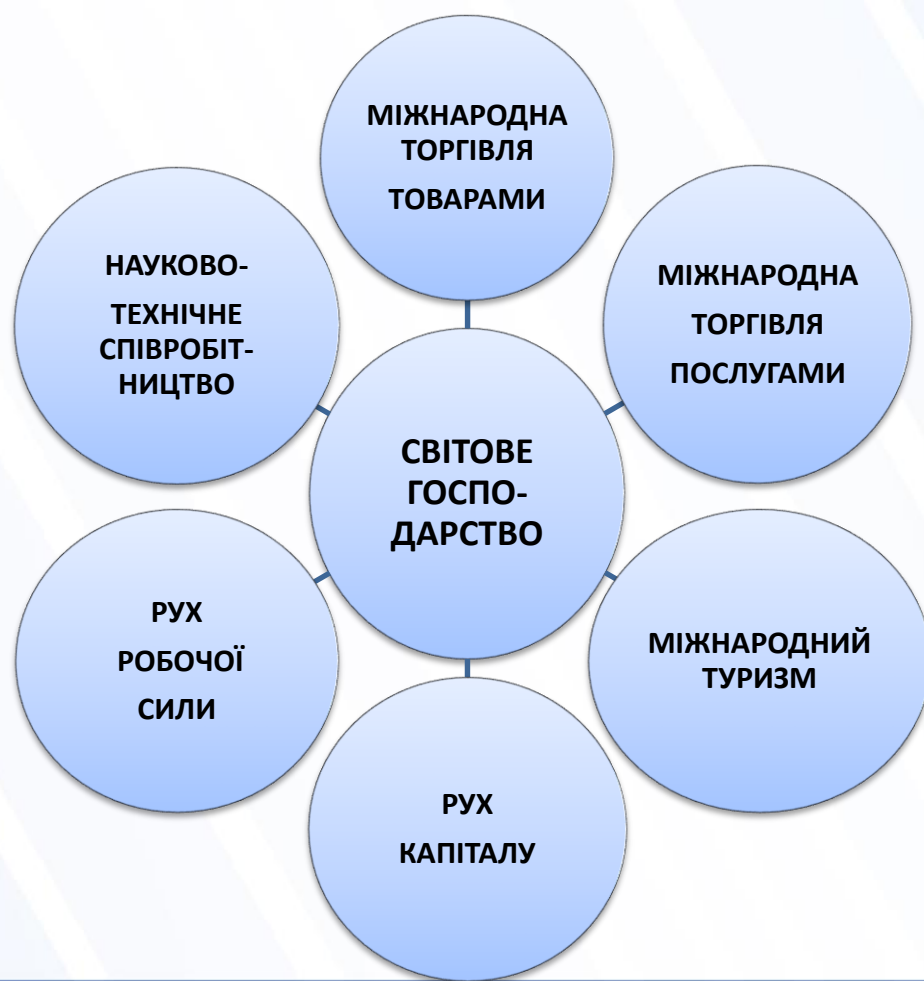 МІЖНАРОДНА
ТОРГІВЛЯ
ТОВАРАМИ
МІЖНАРОДНА
ТОРГІВЛЯ
ПОСЛУГАМИ
МІЖНАРОДНИЙ
ТУРИЗМ
РУХ
КАПІТАЛУ
РУХ
РОБОЧОЇ
СИЛИ
НАУКОВО-
ТЕХНІЧНЕ
СПІВРОБІТ-
НИЦТВО
СВІТОВЕ
ГОСПО-
ДАРСТВО